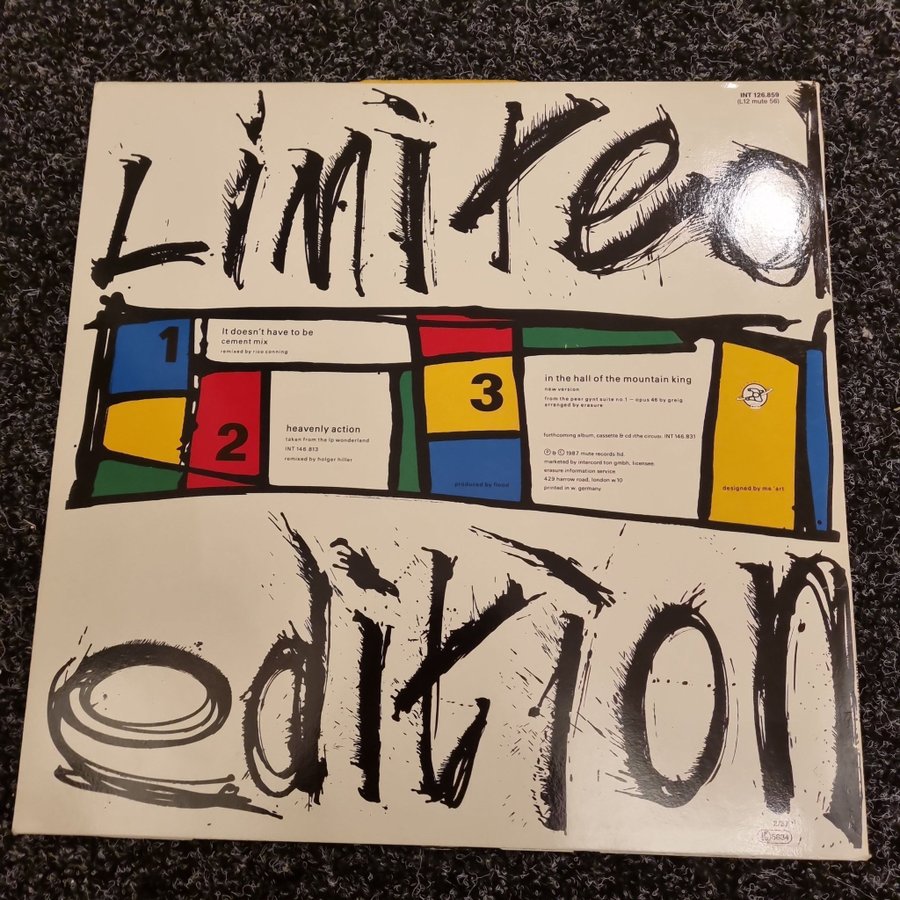 INT 126.859
(L12 mute 56)
Limited
1
It doesn't have to be
cement mix
remixed by rico conning
2
heavenly action
taken from the lp wonderland
INT 146.813
remixed by holger hiller
3
produced by flood
in the hall of the mountain king
new version
from the peer gynt suite no. 1 — opus 46 by greig
arranged by erasure
forthcoming album, cassette & cd :the circus: INT 146.831
Ⓟ & © 1987 mute records ltd.
marketed by intercord ton gmbh, licensee.
erasure information service
429 harrow road, london w10
printed in w. germany
designed by me/art
edition